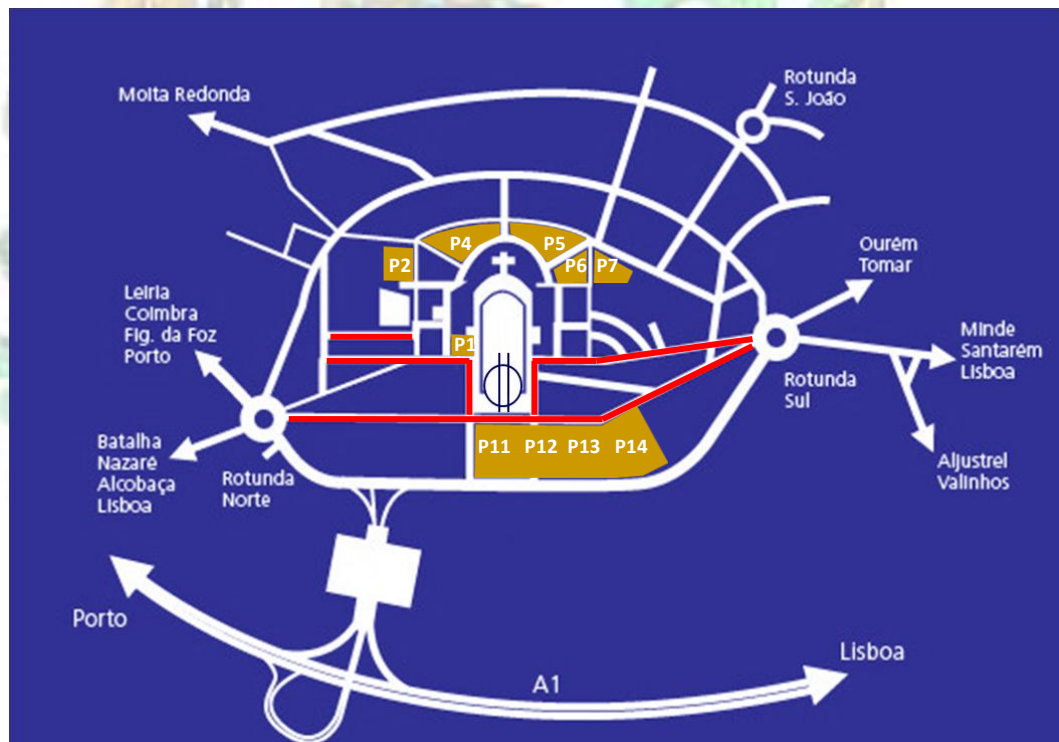 Moita Redonda
Rotunda
S. João
P4
P5
P2
P6
P7
Ourém
Tomar
Leiria
Coimbra
Fig. da Foz
Porto
P1
Minde
Santarém
Lisboa
Rotunda
Sul
Batalha
Nazaré
Alcobaça
Lisboa
Rotunda
Norte
P11
P12
P13
P14
Aljustrel
Valinhos
Porto
A1
Lisboa